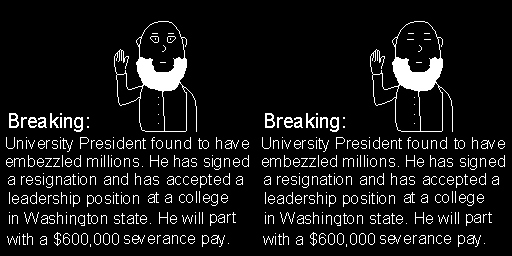 Breaking:
University President found to have
embezzled millions. He has signed
a resignation and has accepted a
leadership position at a college
in Washington state. He will part
with a $600,000 severance pay.
Breaking:
University President found to have
embezzled millions. He has signed
a resignation and has accepted a
leadership position at a college
in Washington state. He will part
with a $600,000 severance pay.